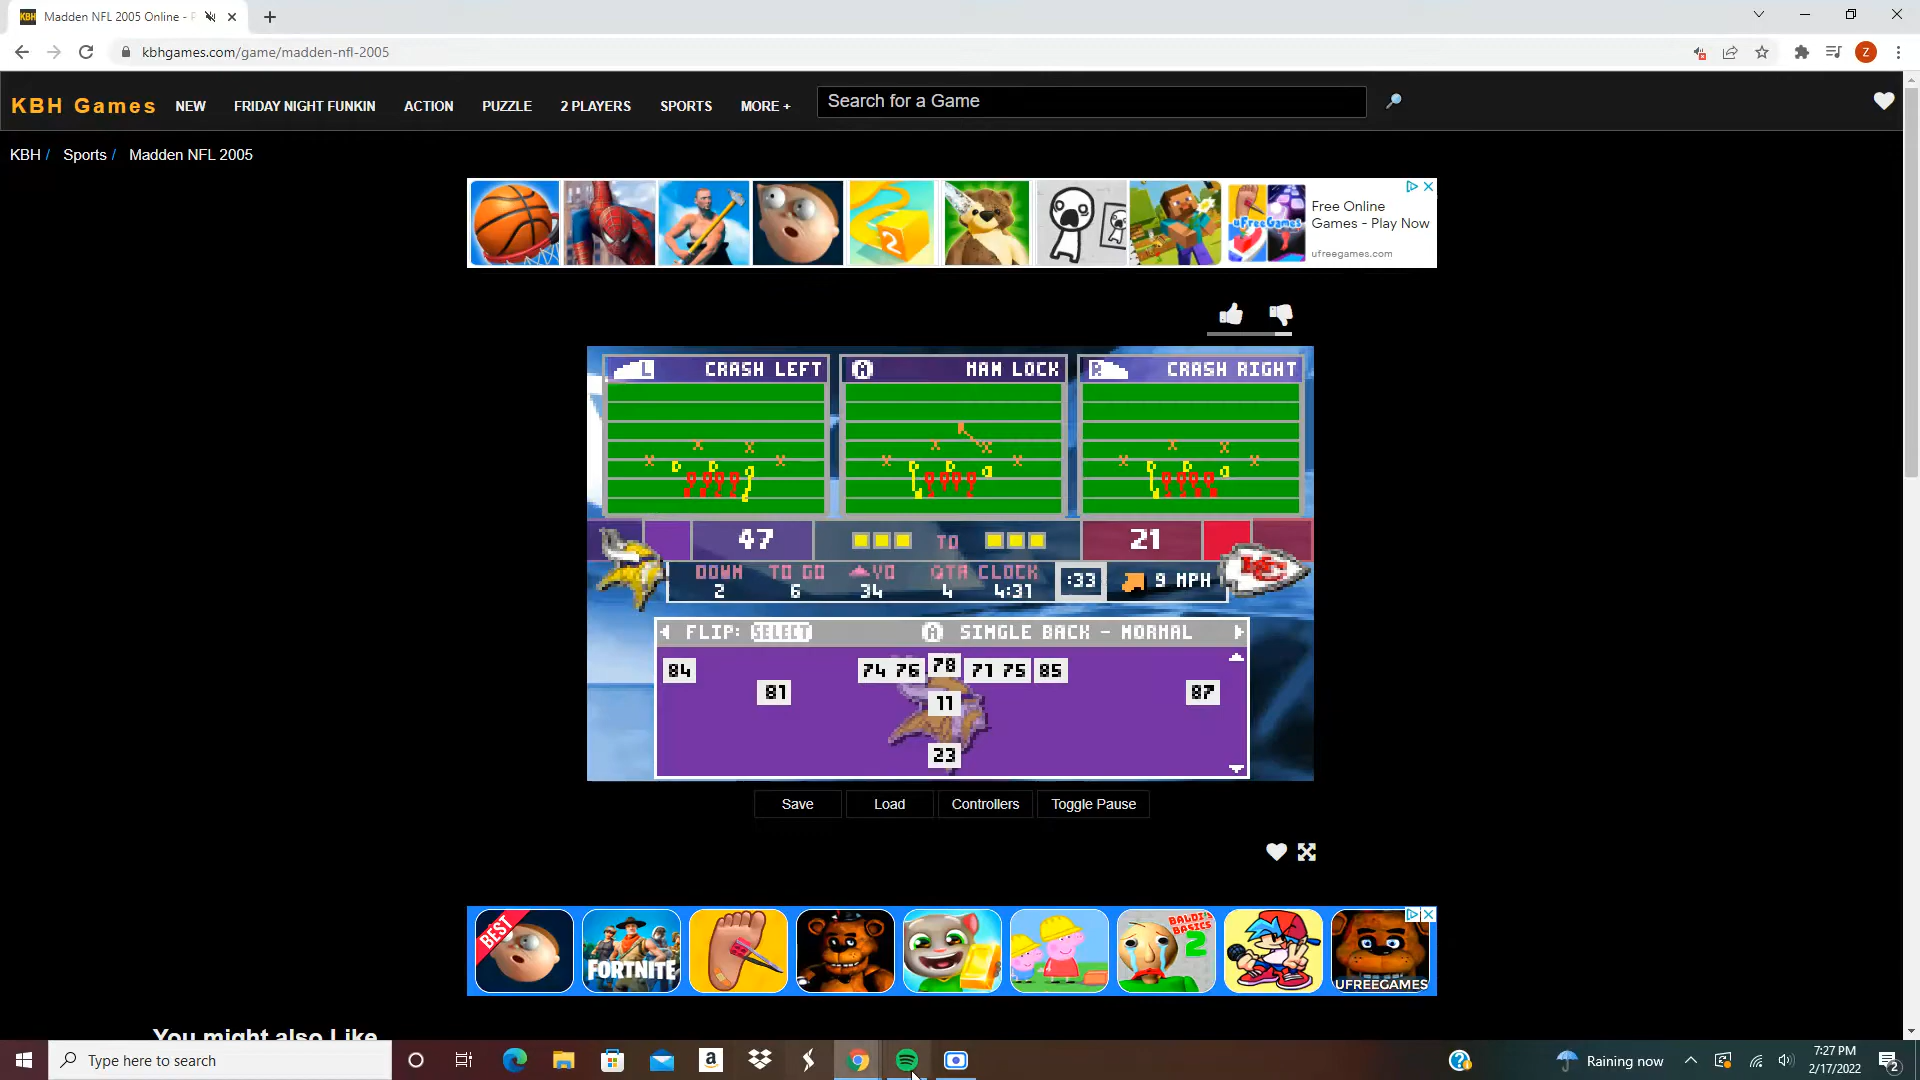 Madden NFL 2005 Online - P
kbhgames.com/game/madden-nfl-2005
Z
KBH Games NEW FRIDAY NIGHT FUNKIN ACTION PUZZLE 2 PLAYERS SPORTS MORE + Search for a Game
KBH / Sports / Madden NFL 2005
2
uFreeGames
Free Online
Games - Play Now
ufreegames.com
L CRASH LEFT A MAN LOCK R CRASH RIGHT
47 TO 21
DOWN TO GO YD QTR CLOCK
2 6 34 4 4:31 :33 9 MPH
FLIP: SELECT A SINGLE BACK - NORMAL
84 74 76 78 71 75 85
81 11 87
23
Save Load Controllers Toggle Pause
BEST
FORTNITE
BALDI'S
BASICS
2
UFREEGAMES
You might also Like
Type here to search
Raining now
7:27 PM
2/17/2022
2